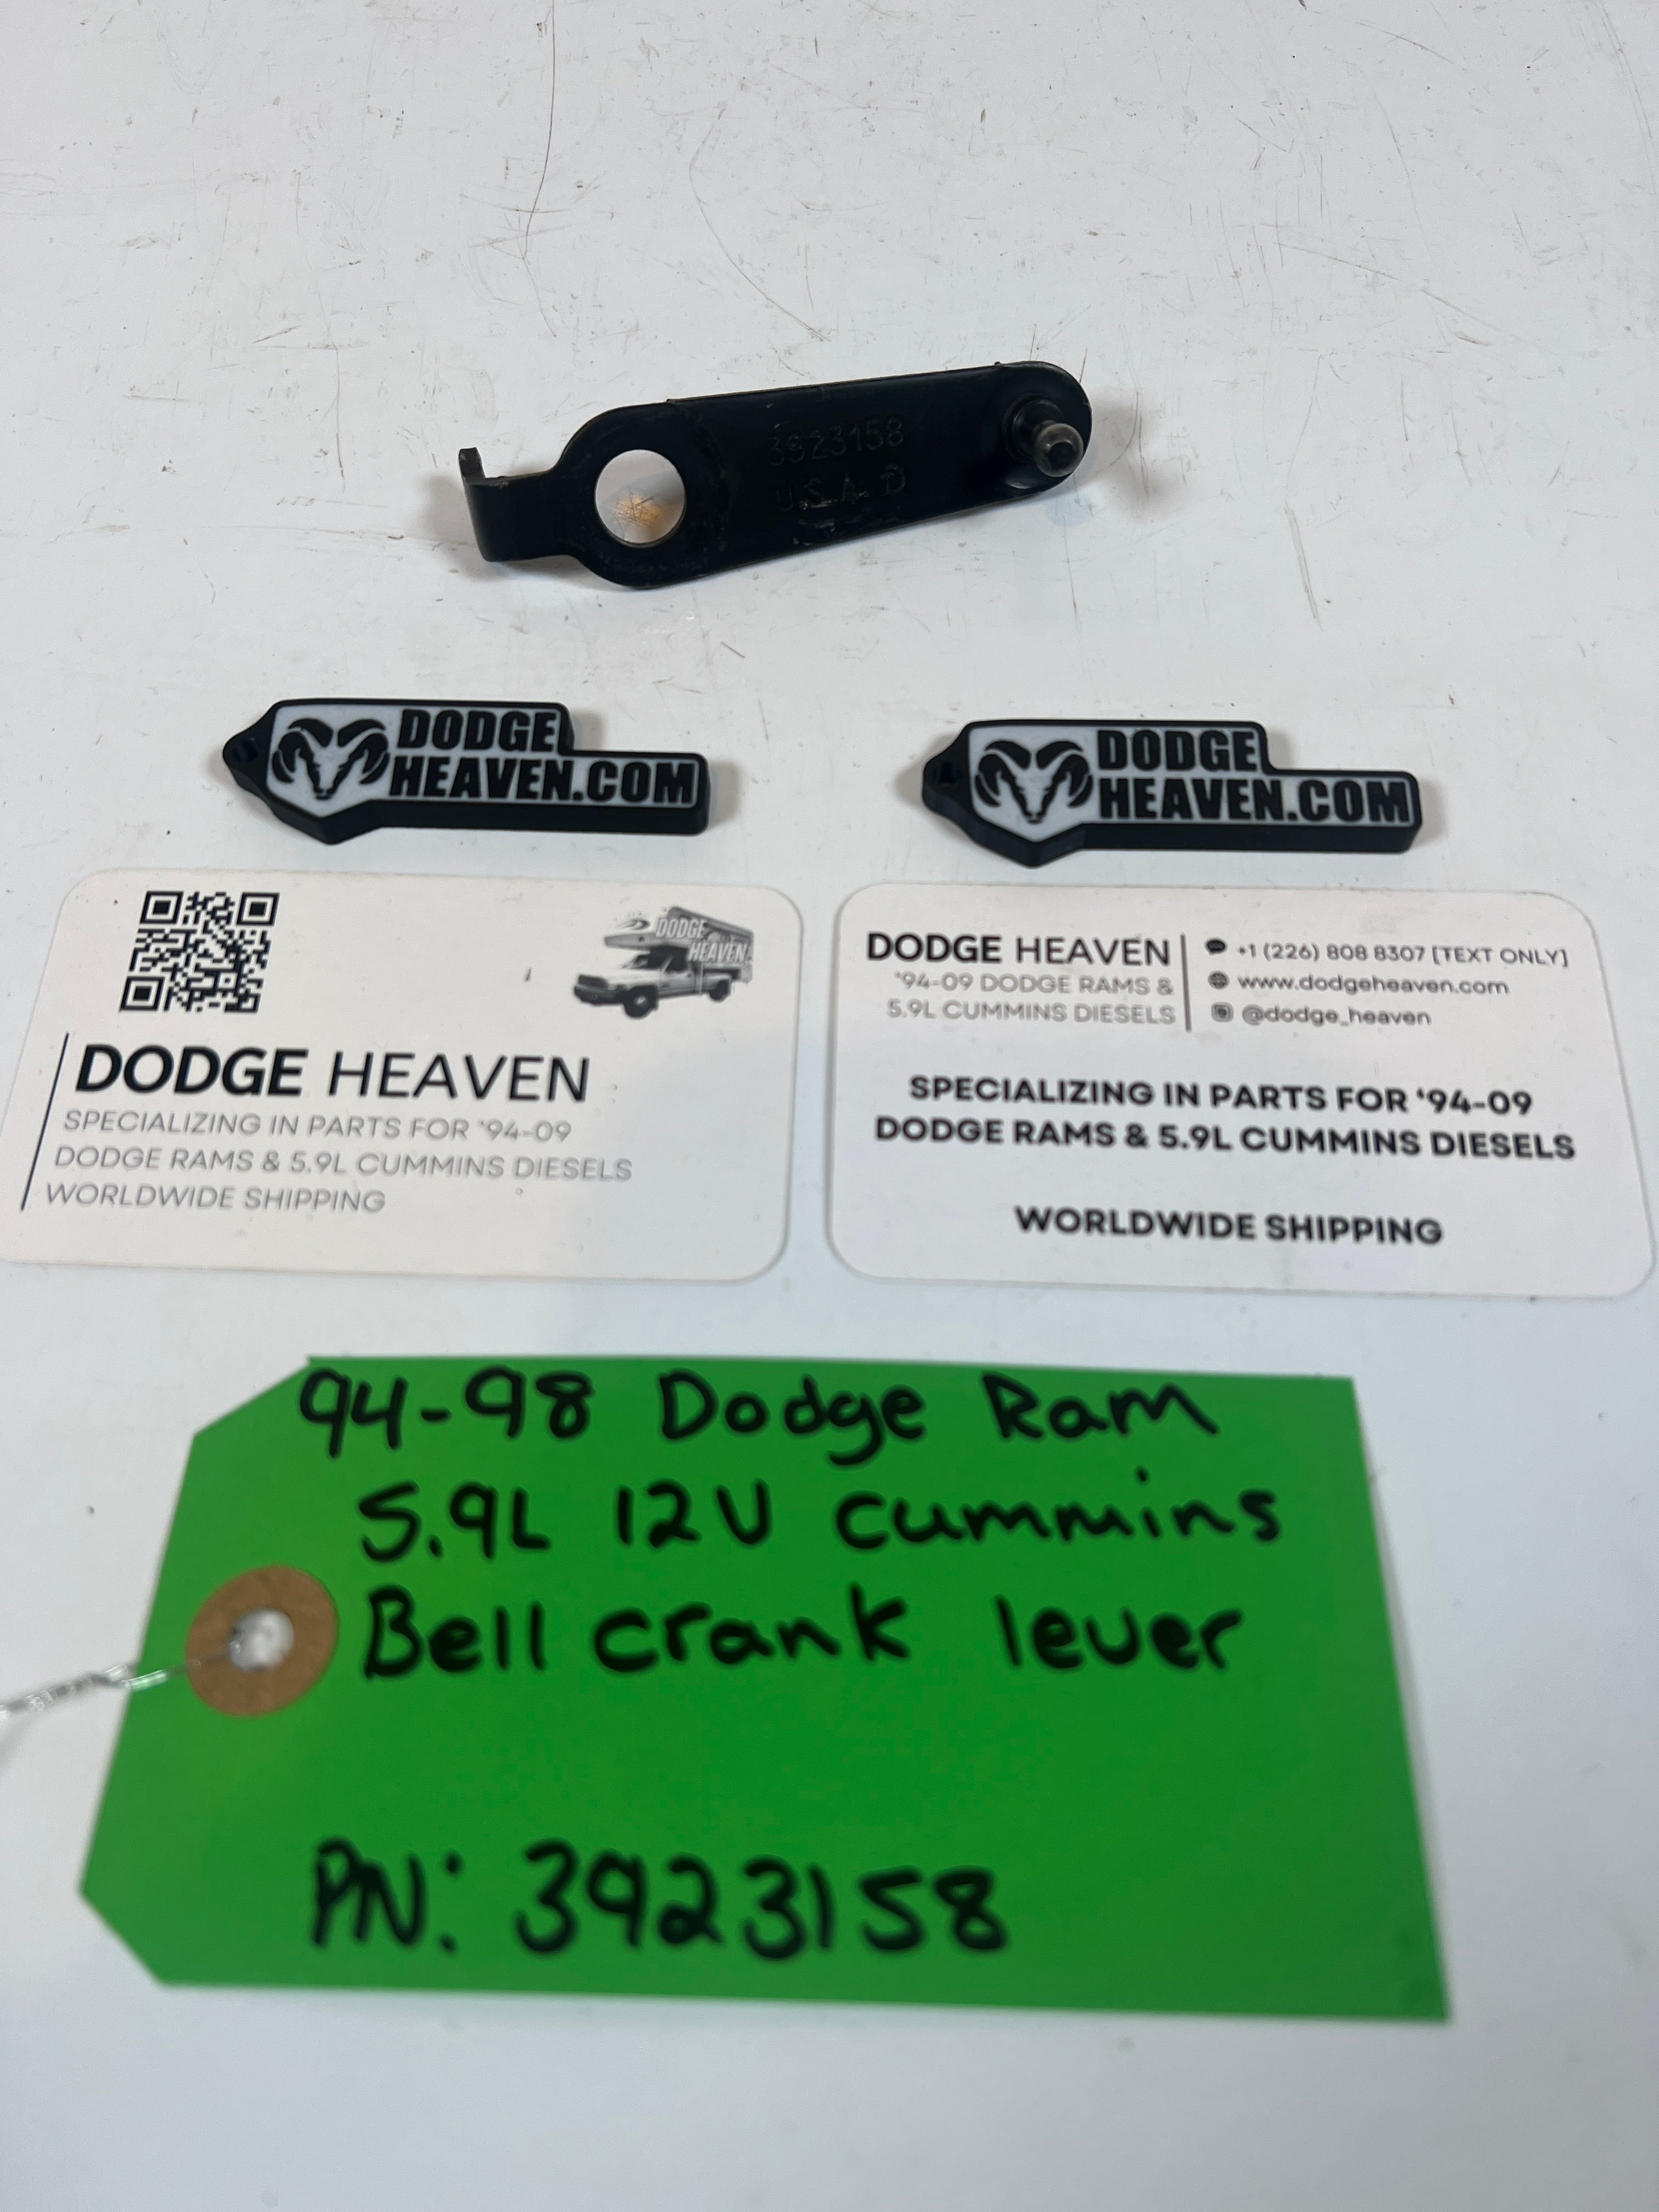 3923158
U.S.A. D
DODGE
HEAVEN.COM
DODGE
HEAVEN.COM
DODGE
HEAVEN
DODGE HEAVEN
SPECIALIZING IN PARTS FOR '94-09
DODGE RAMS & 5.9L CUMMINS DIESELS
WORLDWIDE SHIPPING
DODGE HEAVEN
'94-09 DODGE RAMS &
5.9L CUMMINS DIESELS
+1 (226) 808 8307 [TEXT ONLY]
www.dodgeheaven.com
@dodge_heaven
SPECIALIZING IN PARTS FOR '94-09
DODGE RAMS & 5.9L CUMMINS DIESELS
WORLDWIDE SHIPPING
94-98 Dodge Ram
5.9L 12V Cummins
Bell crank lever
PN: 3923158